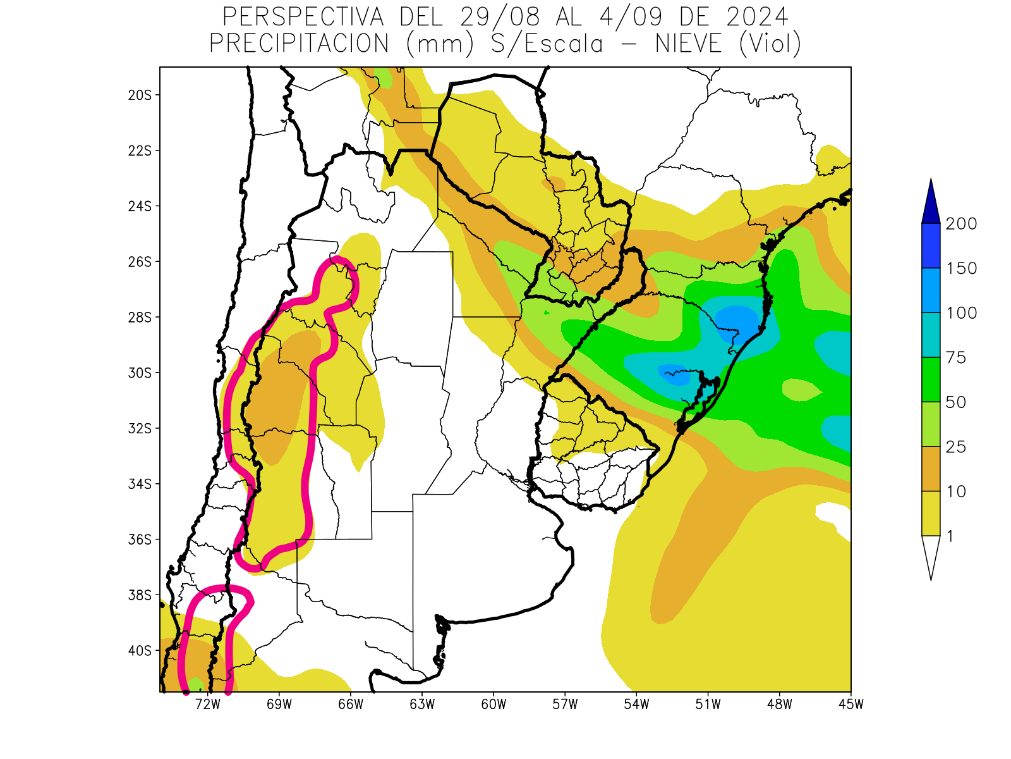 PERSPECTIVA DEL 29/08 AL 4/09 DE 2024
PRECIPITACION (mm) S/Escala – NIEVE (Viol)
20S
22S
24S
26S
28S
30S
32S
34S
36S
38S
40S
72W 69W 66W 63W 60W 57W 54W 51W 48W 45W
200
150
100
75
50
25
10
1